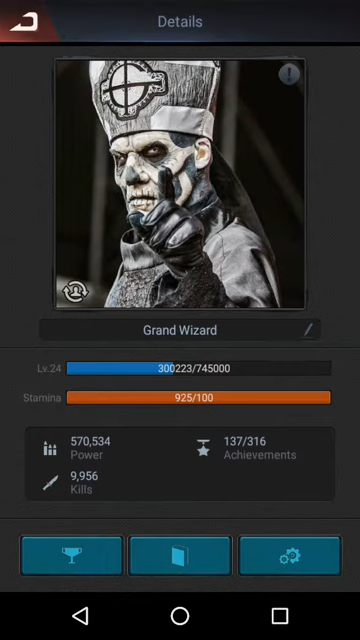 Details
Grand Wizard
Lv.24 300223/745000
Stamina 925/100
570,534 137/316
Power Achievements
9,956
Kills